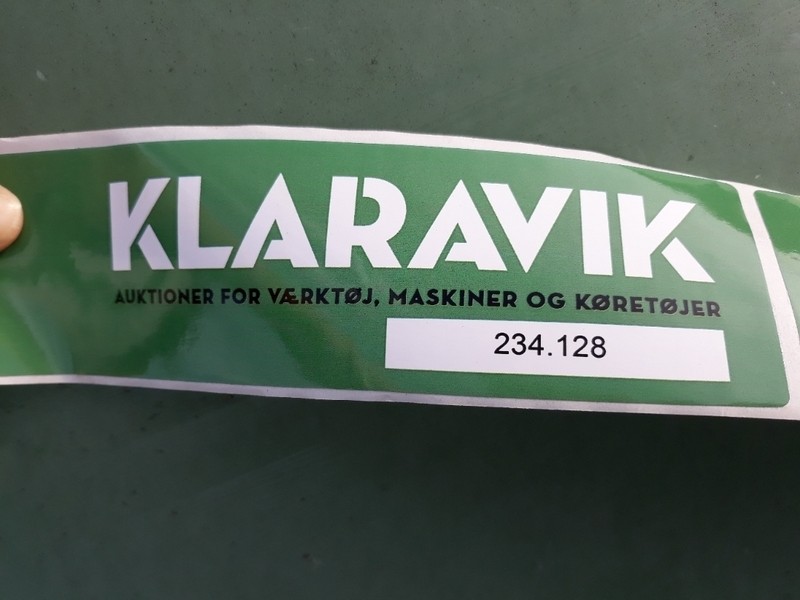 KLARAVIK
AUKTIONER FOR VÆRKTØJ, MASKINER OG KØRETØJER
234.128